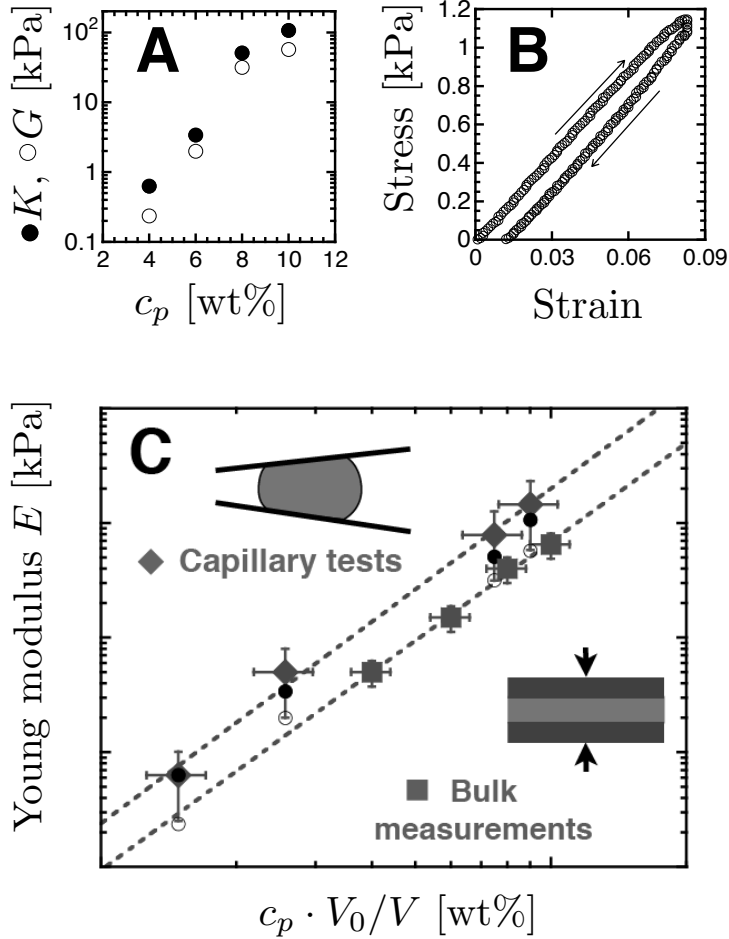 A
●K, ○G [kPa]
10²
10
1
0.1
2 4 6 8 10 12
c_p [wt%]
B
Stress [kPa]
1.2
1
0.8
0.6
0.4
0.2
0
0 0.03 0.06 0.09
Strain
C
Young modulus E [kPa]
Capillary tests
Bulk
measurements
c_p · V_0/V [wt%]